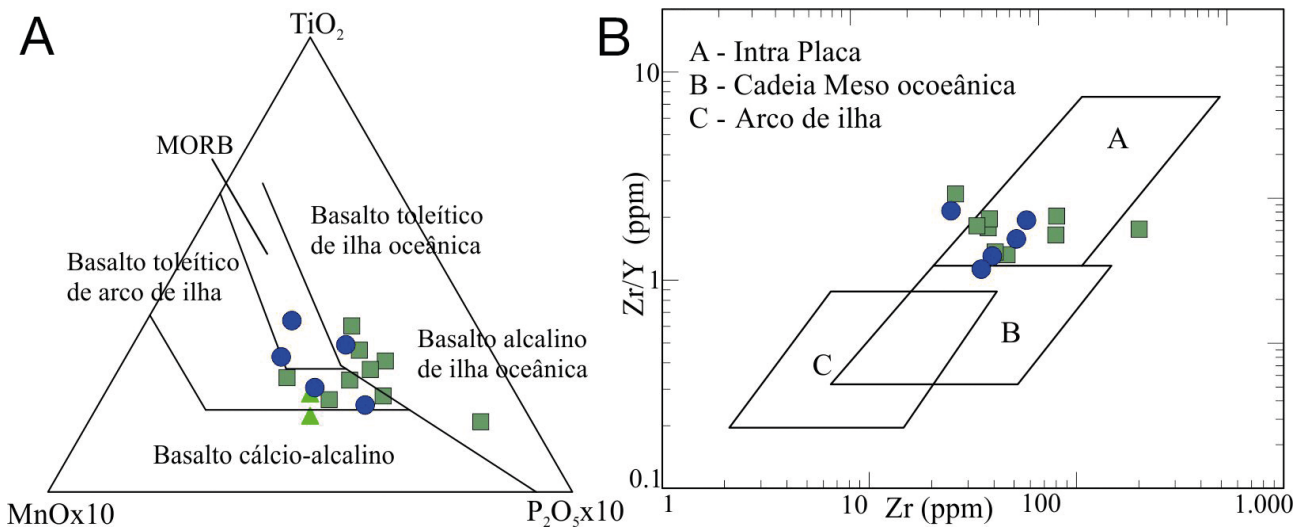 A
TiO2
MORB
Basalto toleítico
de ilha oceânica
Basalto toleítico
de arco de ilha
Basalto alcalino
de ilha oceânica
Basalto cálcio-alcalino
MnOx10
P2O5x10
B
A - Intra Placa
B - Cadeia Meso ocoeânica
C - Arco de ilha
10
A
Zr/Y (ppm)
1
B
C
0.1
1
10
Zr (ppm)
100
1.000
10
100